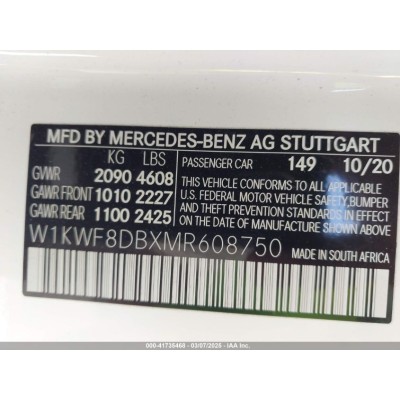 MFD BY MERCEDES-BENZ AG STUTTGART
KG LBS PASSENGER CAR 149 10/20
GVWR 2090 4608
GAWR FRONT 1010 2227
GAWR REAR 1100 2425
THIS VEHICLE CONFORMS TO ALL APPLICABLE
U.S. FEDERAL MOTOR VEHICLE SAFETY, BUMPER
AND THEFT PREVENTION STANDARDS IN EFFECT ON
THE DATE OF MANUFACTURE SHOWN ABOVE
W1KWF8DBXMR608750
MADE IN SOUTH AFRICA
000-41735460 | 03/07/2025 - IAA Inc.